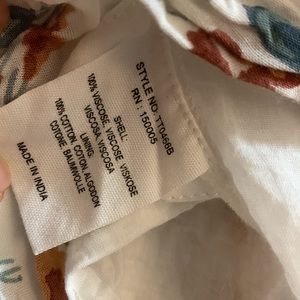 STYLE NO. TT0466B
RN : 150005
SHELL:
100% VISCOSE, VISCOSE, VISKOSE
VISCOSA VISCOSA
LINING:
100% COTTON, COTON, ALGODON
COTONE, BAUMWOLLE
MADE IN INDIA